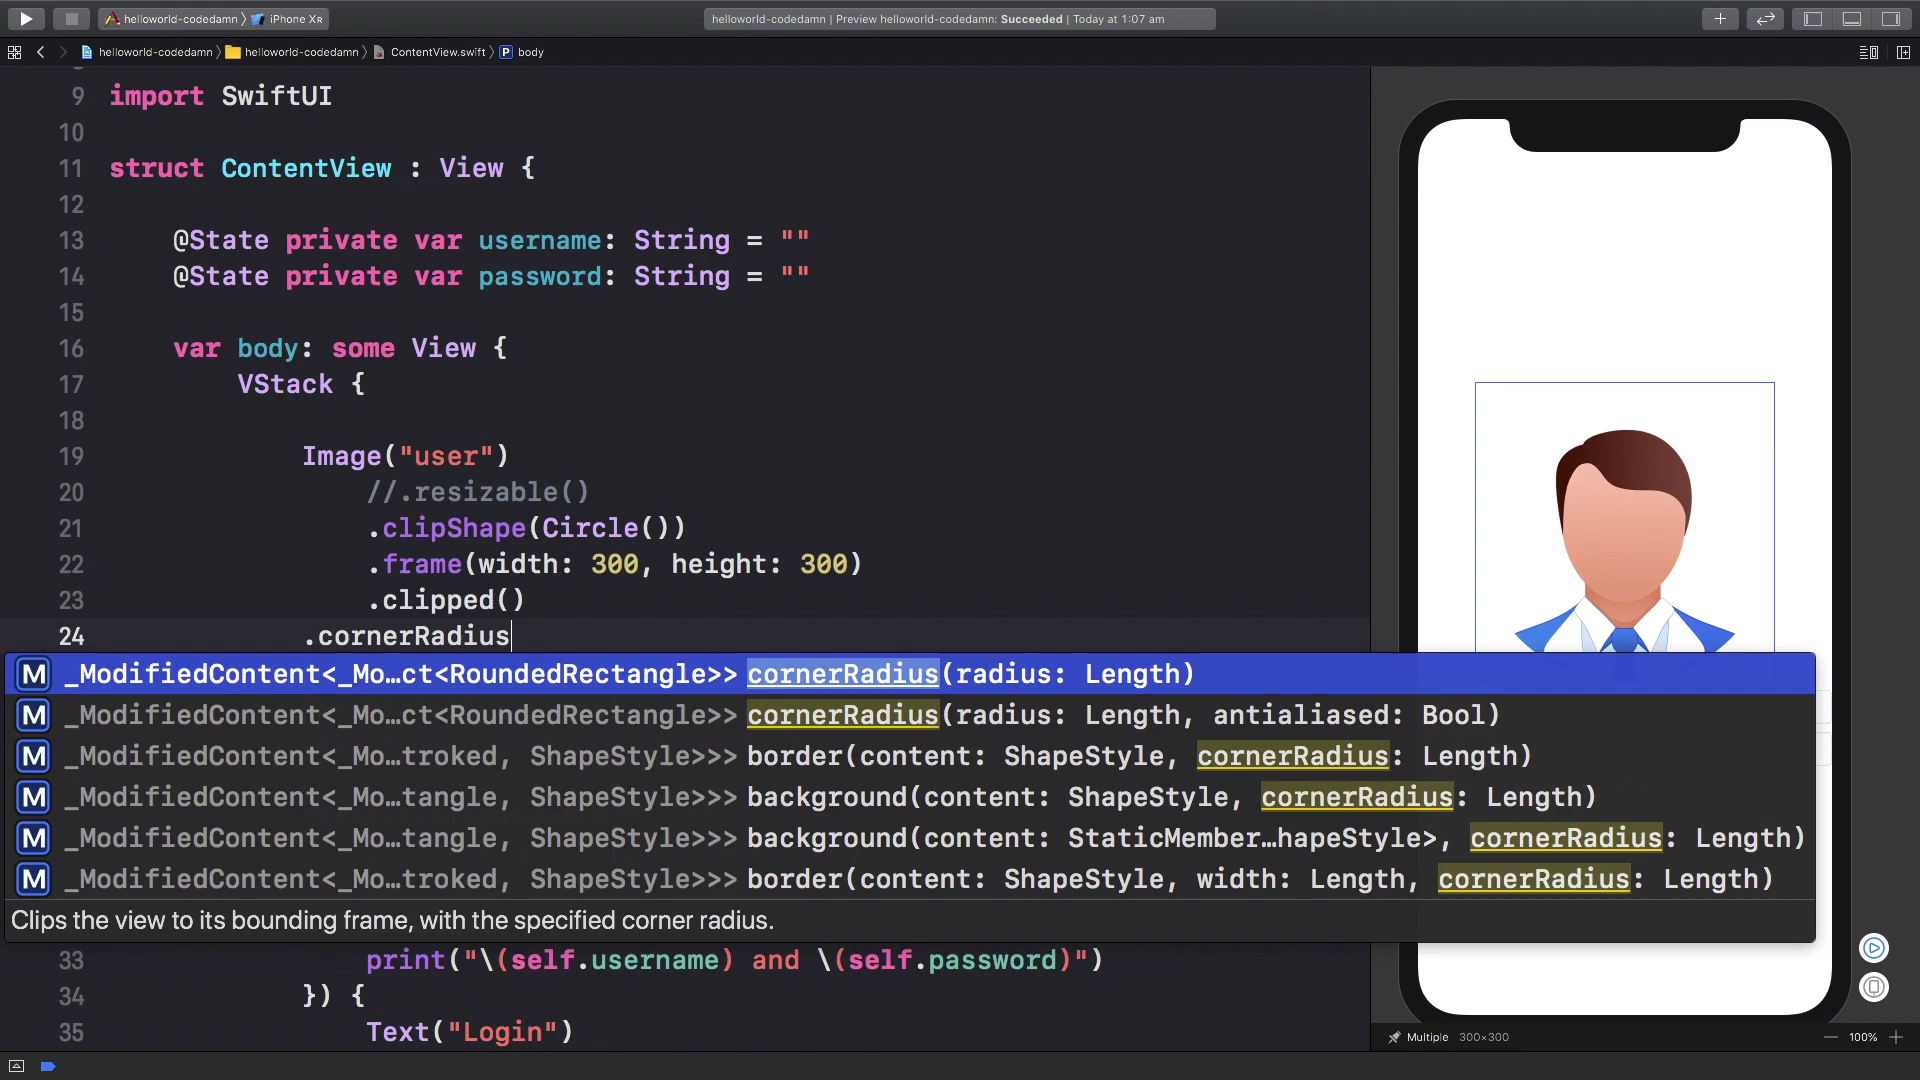 helloworld-codedamn ⟩ iPhone XR
helloworld-codedamn | Preview helloworld-codedamn: Succeeded | Today at 1:07 am
helloworld-codedamn ⟩ helloworld-codedamn ⟩ ContentView.swift ⟩ P body
9 import SwiftUI
10
11 struct ContentView : View {
12
13 @State private var username: String = ""
14 @State private var password: String = ""
15
16 var body: some View {
17 VStack {
18
19 Image("user")
20 //.resizable()
21 .clipShape(Circle())
22 .frame(width: 300, height: 300)
23 .clipped()
24 .cornerRadius
M _ModifiedContent<_Mo…ct<RoundedRectangle>> cornerRadius(radius: Length)
M _ModifiedContent<_Mo…ct<RoundedRectangle>> cornerRadius(radius: Length, antialiased: Bool)
M _ModifiedContent<_Mo…troked, ShapeStyle>>> border(content: ShapeStyle, cornerRadius: Length)
M _ModifiedContent<_Mo…tangle, ShapeStyle>>> background(content: ShapeStyle, cornerRadius: Length)
M _ModifiedContent<_Mo…tangle, ShapeStyle>>> background(content: StaticMember…hapeStyle>, cornerRadius: Length)
M _ModifiedContent<_Mo…troked, ShapeStyle>>> border(content: ShapeStyle, width: Length, cornerRadius: Length)
Clips the view to its bounding frame, with the specified corner radius.
33 print("\(self.username) and \(self.password)")
34 }) {
35 Text("Login")
Multiple 300×300
100%